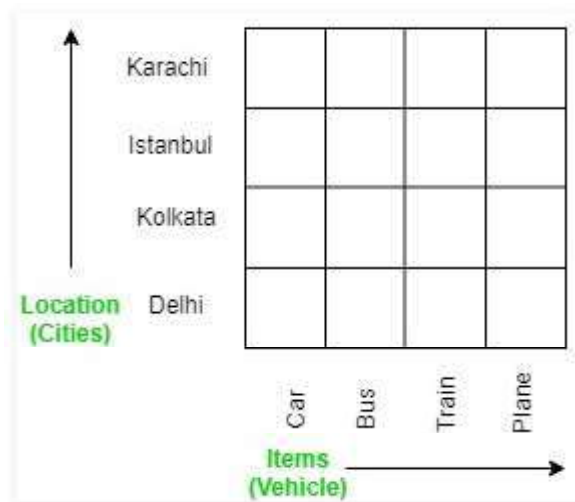 Karachi
Istanbul
Kolkata
Location
(Cities)
Delhi
Car
Bus
Train
Plane
Items
(Vehicle)